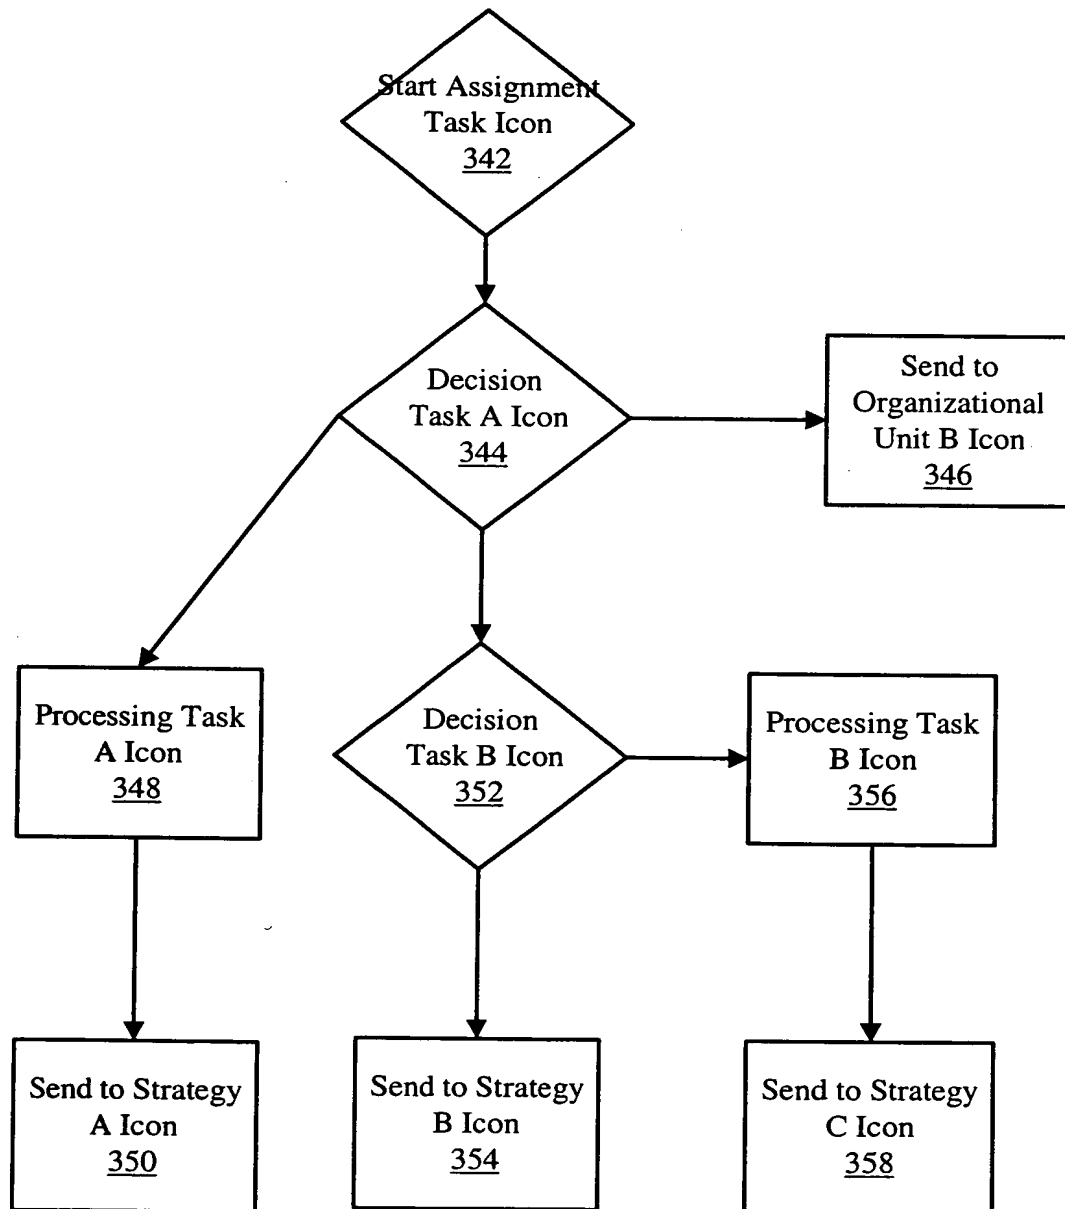 Start Assignment
Task Icon
342
Decision
Task A Icon
344
Send to
Organizational
Unit B Icon
346
Processing Task
A Icon
348
Decision
Task B Icon
352
Processing Task
B Icon
356
Send to Strategy
A Icon
350
Send to Strategy
B Icon
354
Send to Strategy
C Icon
358